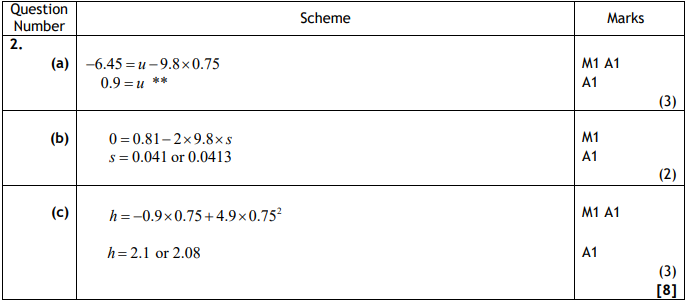 Question Number Scheme Marks
2.
(a) −6.45 = u − 9.8 × 0.75 M1 A1
0.9 = u ** A1
(3)
(b) 0 = 0.81 − 2 × 9.8 × s M1
s = 0.041 or 0.0413 A1
(2)
(c) h = −0.9 × 0.75 + 4.9 × 0.75² M1 A1
h = 2.1 or 2.08 A1
(3)
[8]